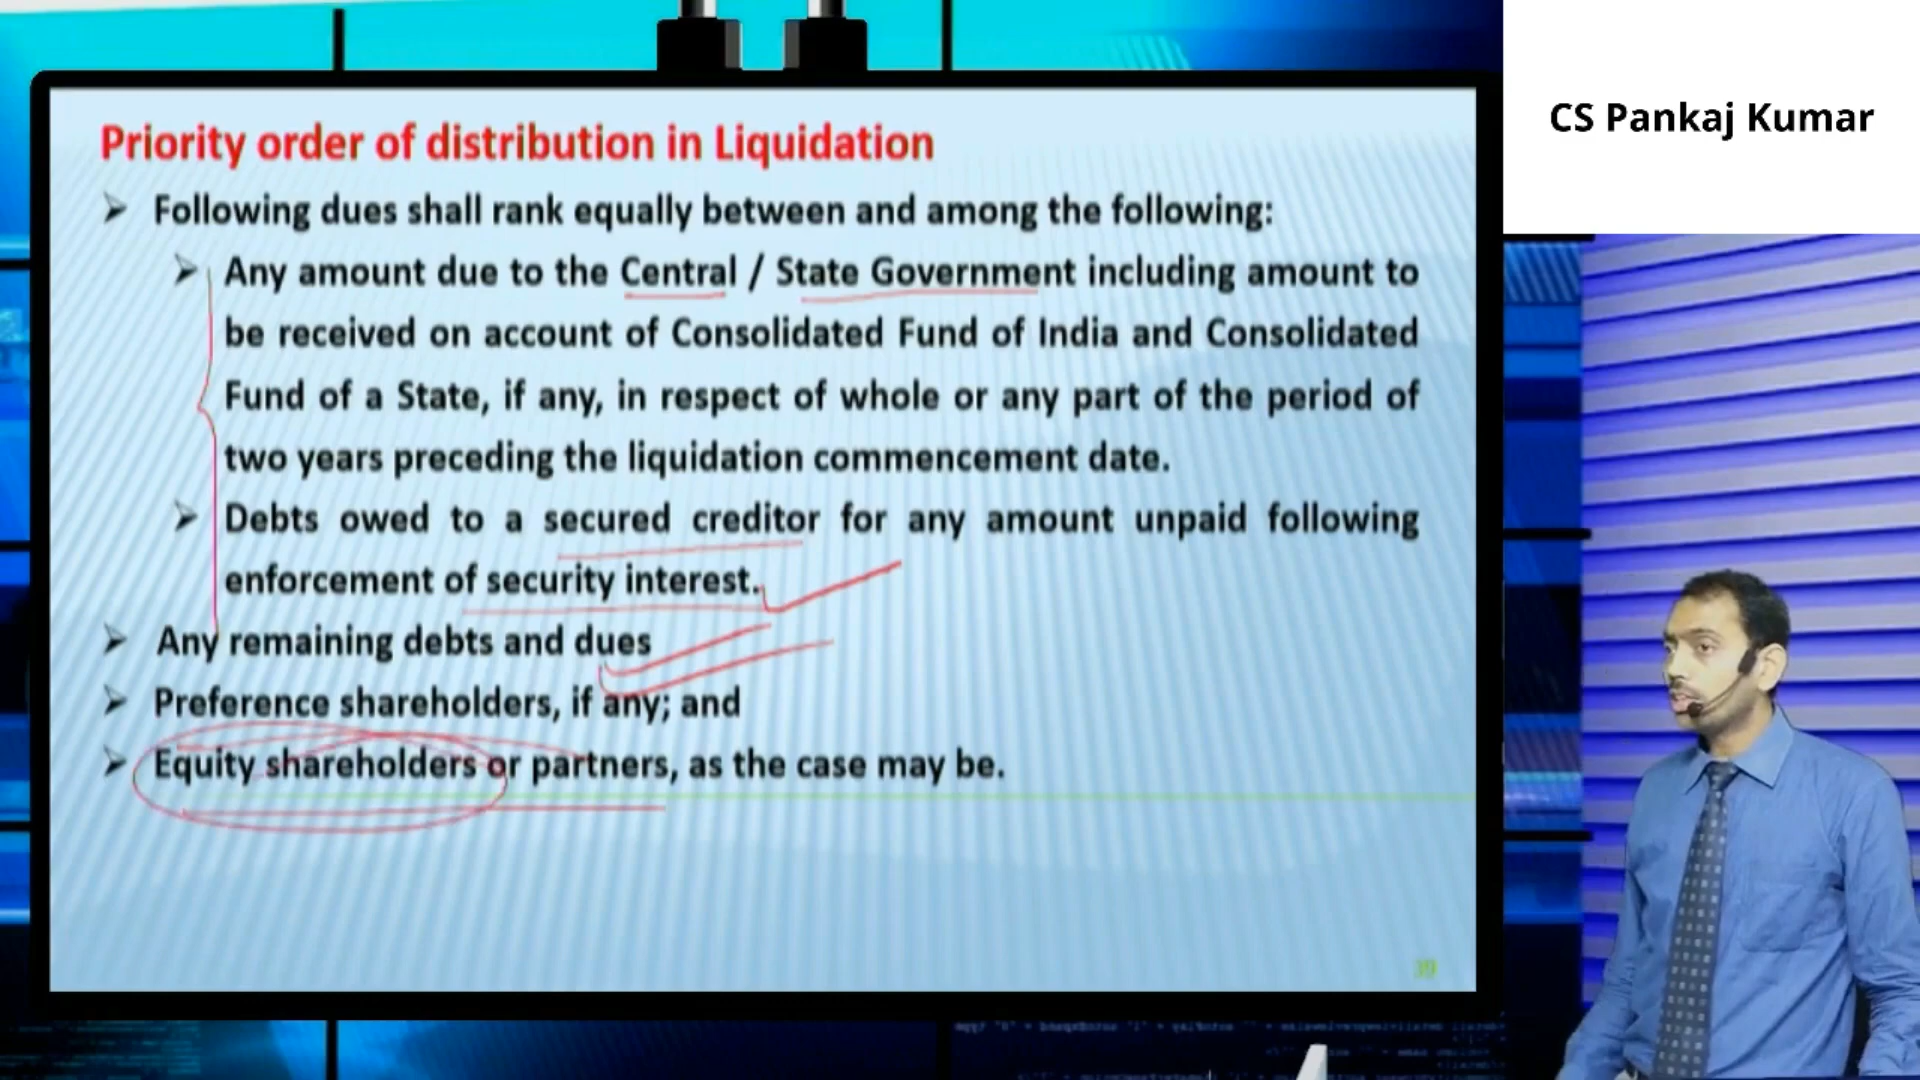 CS Pankaj Kumar
Priority order of distribution in Liquidation
Following dues shall rank equally between and among the following:
Any amount due to the Central / State Government including amount to
be received on account of Consolidated Fund of India and Consolidated
Fund of a State, if any, in respect of whole or any part of the period of
two years preceding the liquidation commencement date.
Debts owed to a secured creditor for any amount unpaid following
enforcement of security interest.
Any remaining debts and dues
Preference shareholders, if any; and
Equity shareholders or partners, as the case may be.
39